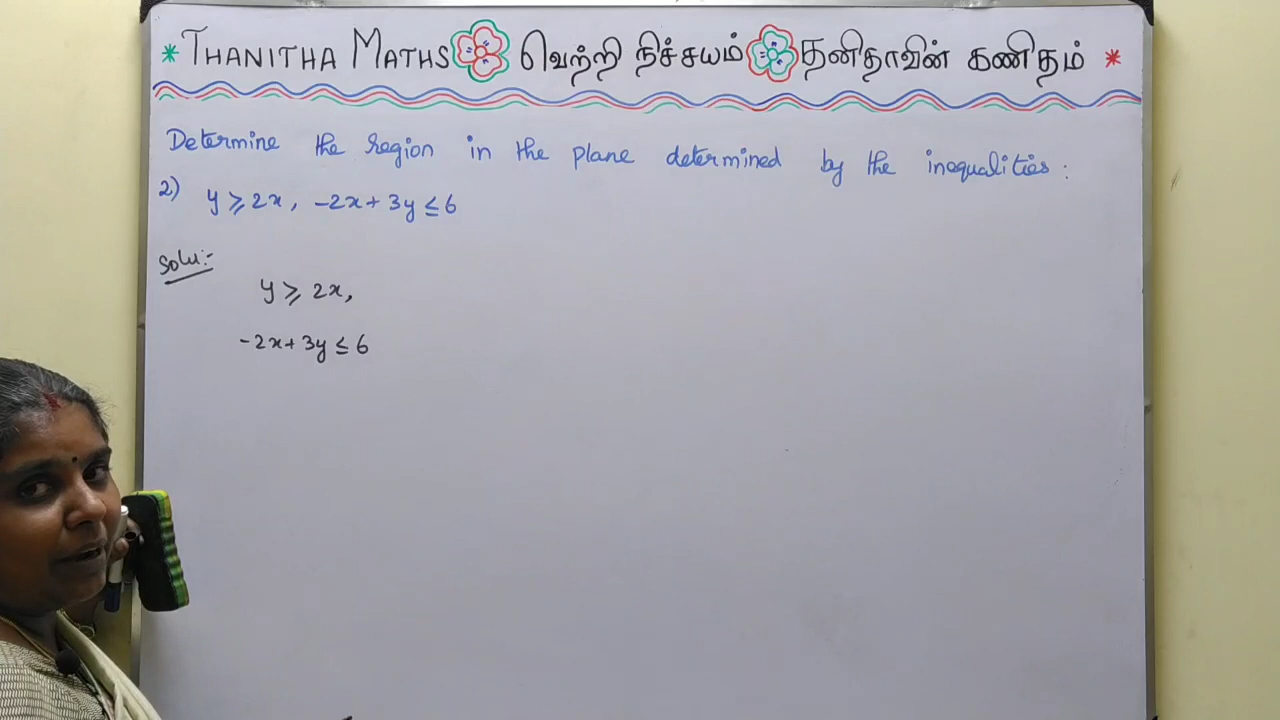 * THANITHA MATHS வெற்றி நிச்சயம் தனிதாவின் கணிதம் *
Determine the region in the plane determined by the inequalities :
2) y ≥ 2x, -2x + 3y ≤ 6
Solu:-
y ≥ 2x,
-2x + 3y ≤ 6